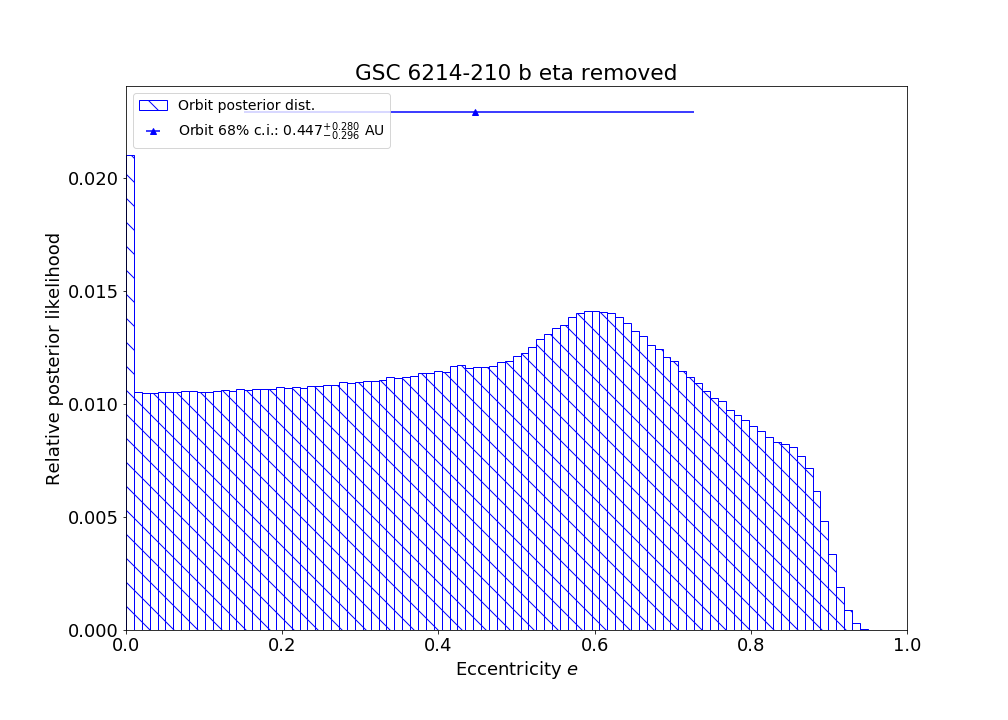 GSC 6214-210 b eta removed
Orbit posterior dist.
Orbit 68% c.i.: 0.447+0.280−0.296 AU
Relative posterior likelihood
0.020
0.015
0.010
0.005
0.000
0.0 0.2 0.4 0.6 0.8 1.0
Eccentricity e